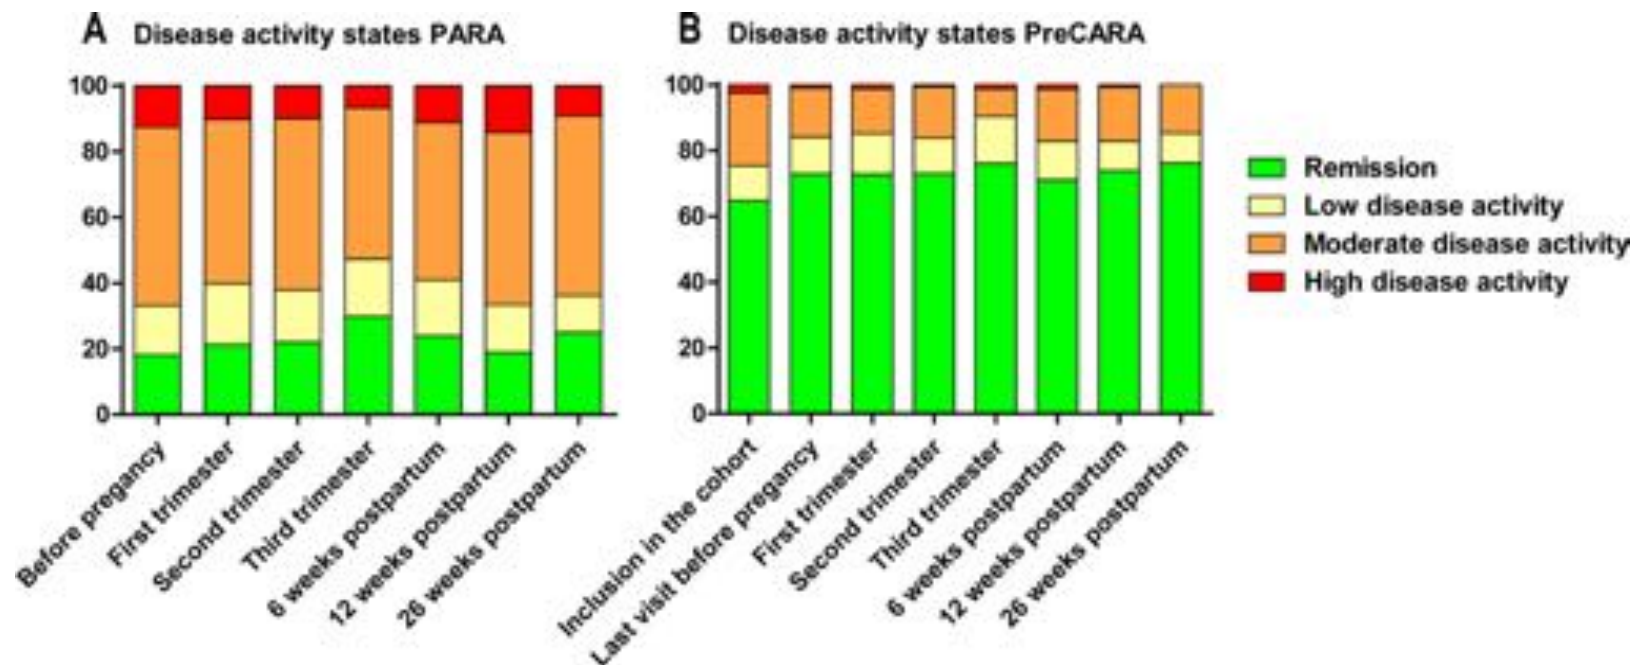 A Disease activity states PARA
100
80
60
40
20
0
Before pregancy
First trimester
Second trimester
Third trimester
6 weeks postpartum
12 weeks postpartum
26 weeks postpartum
B Disease activity states PreCARA
100
80
60
40
20
0
Inclusion in the cohort
Last visit before pregancy
First trimester
Second trimester
Third trimester
6 weeks postpartum
12 weeks postpartum
26 weeks postpartum
Remission
Low disease activity
Moderate disease activity
High disease activity